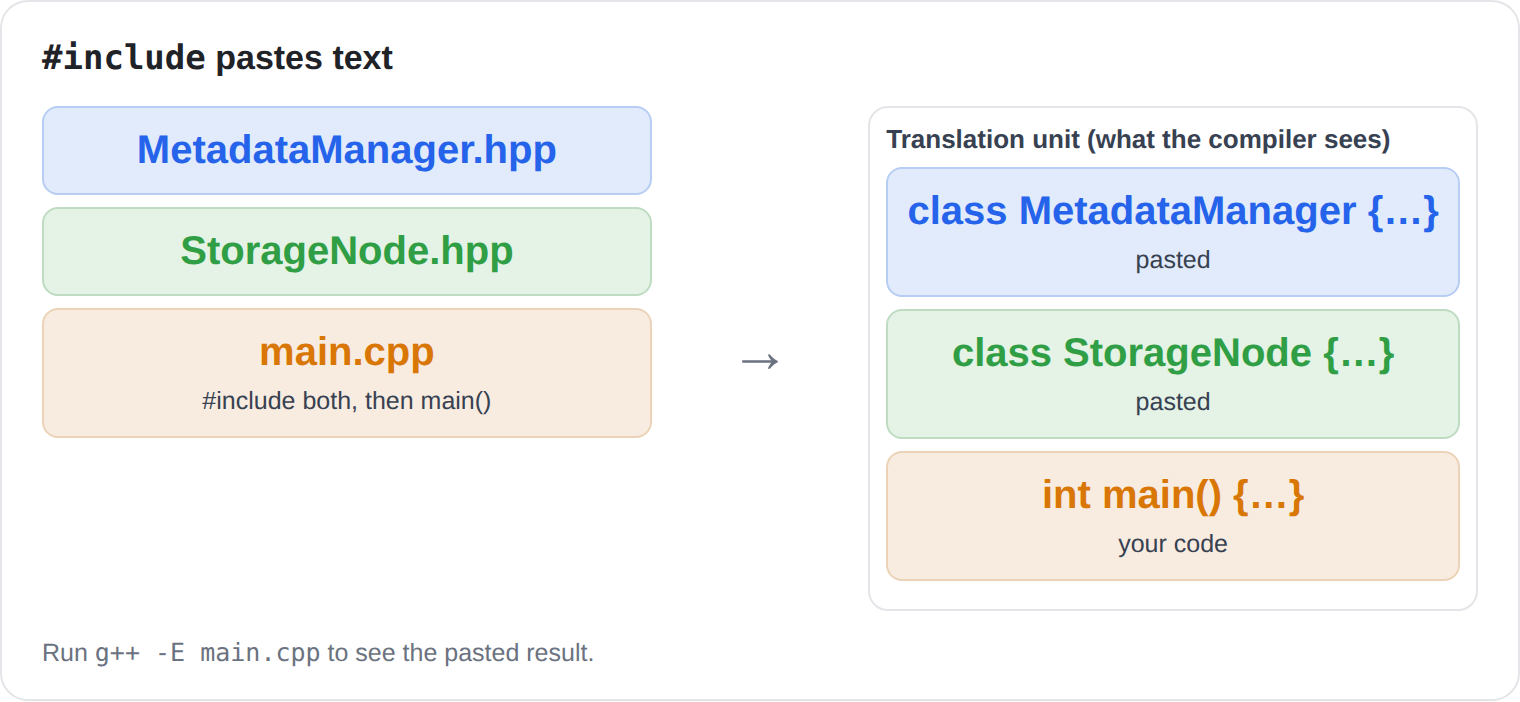 #include pastes text
MetadataManager.hpp
StorageNode.hpp
main.cpp
#include both, then main()
→
Translation unit (what the compiler sees)
class MetadataManager {…}
pasted
class StorageNode {…}
pasted
int main() {…}
your code
Run g++ -E main.cpp to see the pasted result.